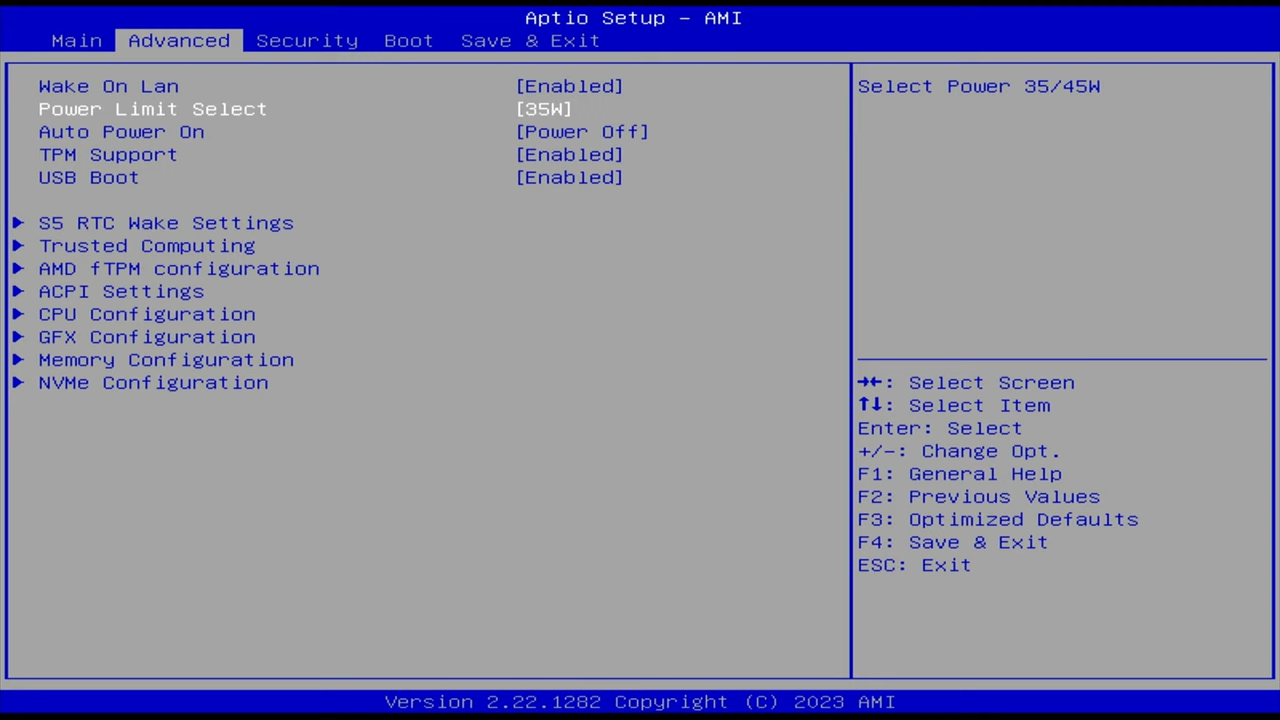 Aptio Setup - AMI
Main Advanced Security Boot Save & Exit
Wake On Lan [Enabled]
Power Limit Select [35W]
Auto Power On [Power Off]
TPM Support [Enabled]
USB Boot [Enabled]
S5 RTC Wake Settings
Trusted Computing
AMD fTPM configuration
ACPI Settings
CPU Configuration
GFX Configuration
Memory Configuration
NVMe Configuration
Select Power 35/45W
→←: Select Screen
↑↓: Select Item
Enter: Select
+/-: Change Opt.
F1: General Help
F2: Previous Values
F3: Optimized Defaults
F4: Save & Exit
ESC: Exit
Version 2.22.1282 Copyright (C) 2023 AMI